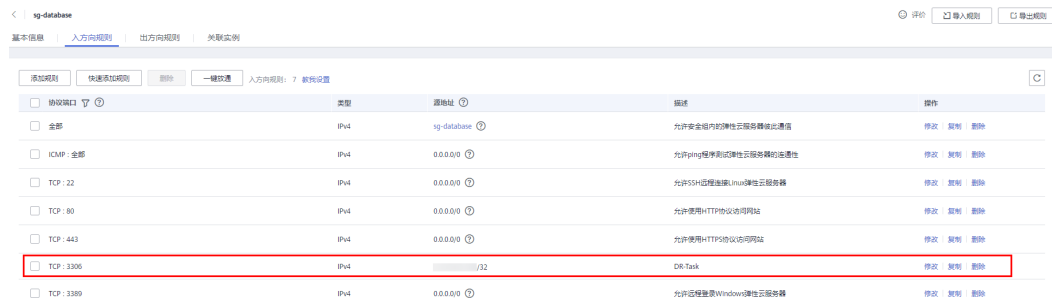 sg-database 评价 导入规则 导出规则
基本信息 入方向规则 出方向规则 关联实例
添加规则 快速添加规则 删除 一键放通 入方向规则： 7 教我设置
协议端口 类型 源地址 描述 操作
全部 IPv4 sg-database 允许安全组内的弹性云服务器彼此通信 修改 复制 删除
ICMP : 全部 IPv4 0.0.0.0/0 允许ping程序测试弹性云服务器的连通性 修改 复制 删除
TCP : 22 IPv4 0.0.0.0/0 允许SSH远程连接Linux弹性云服务器 修改 复制 删除
TCP : 80 IPv4 0.0.0.0/0 允许使用HTTP协议访问网站 修改 复制 删除
TCP : 443 IPv4 0.0.0.0/0 允许使用HTTPS协议访问网站 修改 复制 删除
TCP : 3306 IPv4 /32 DR-Task 修改 复制 删除
TCP : 3389 IPv4 0.0.0.0/0 允许远程登录Windows弹性云服务器 修改 复制 删除